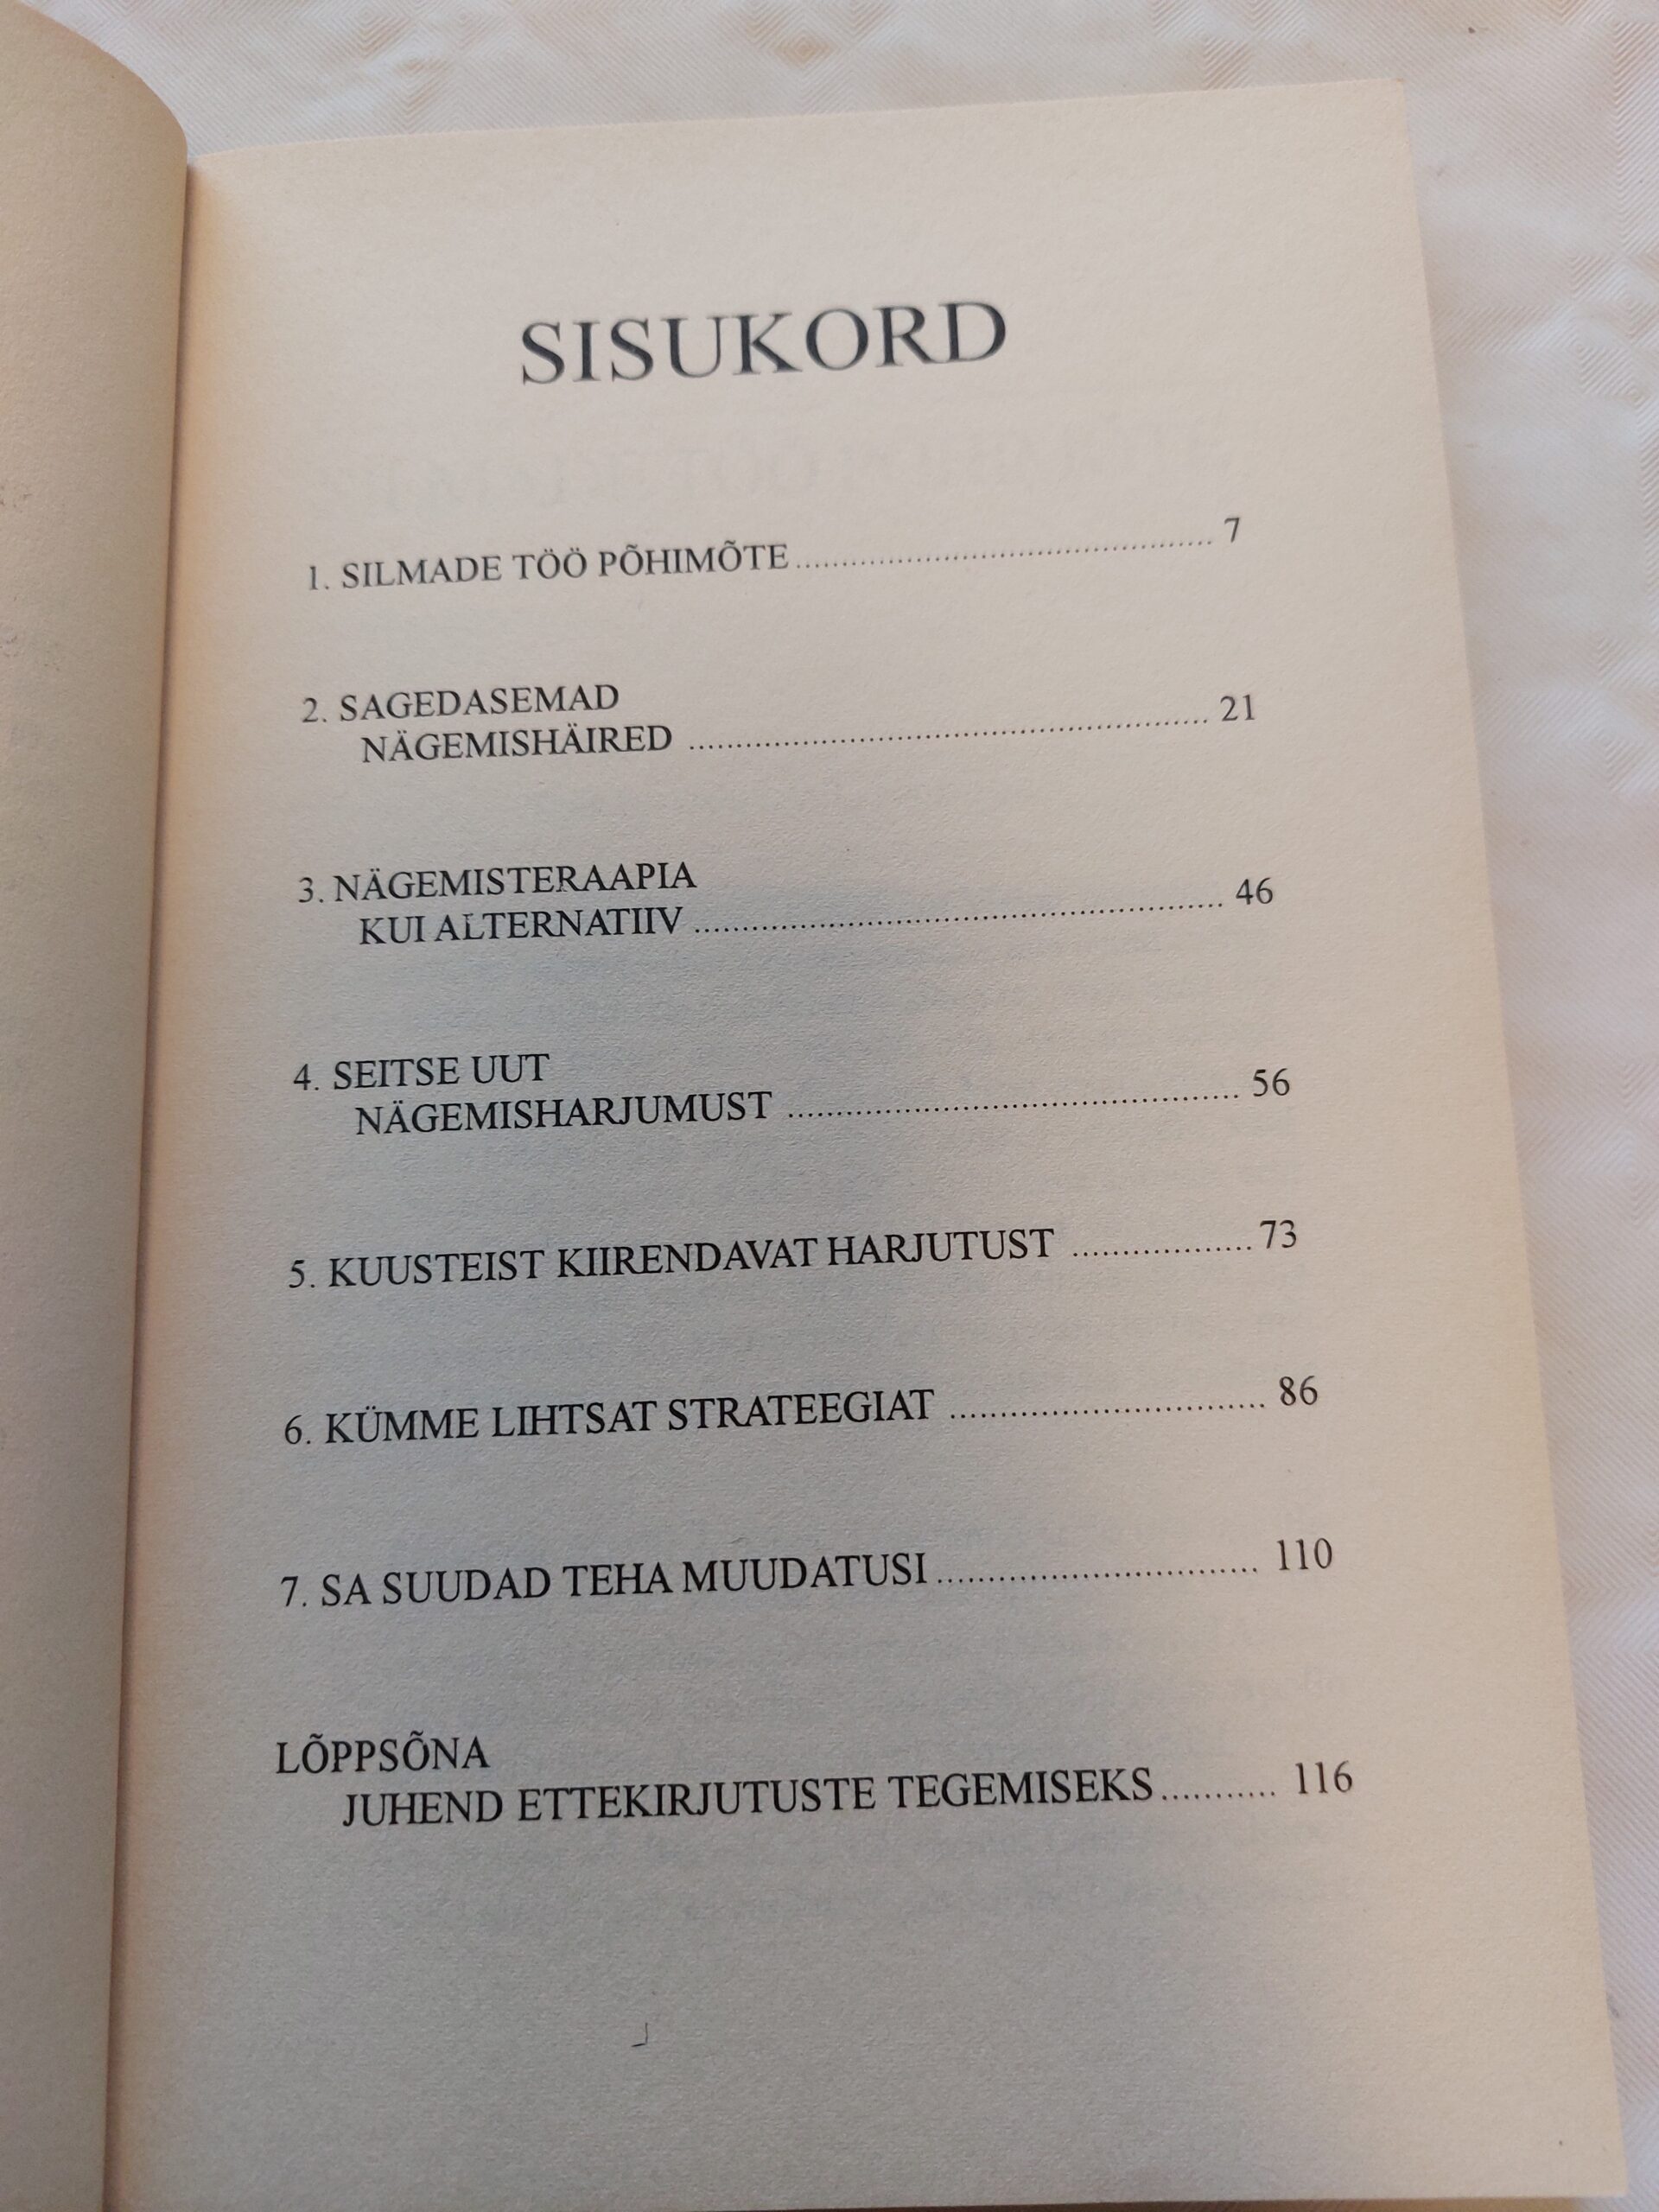 SISUKORD
1. SILMADE TÖÖ PÕHIMÕTE........................................... 7
2. SAGEDASEMAD
NÄGEMISHÄIRED ................................................... 21
3. NÄGEMISTERAAPIA
KUI ALTERNATIIV ................................................... 46
4. SEITSE UUT
NÄGEMISHARJUMUST ........................................... 56
5. KUUSTEIST KIIRENDAVAT HARJUTUST .................. 73
6. KÜMME LIHTSAT STRATEEGIAT .............................. 86
7. SA SUUDAD TEHA MUUDATUSI............................... 110
LÕPPSÕNA
JUHEND ETTEKIRJUTUSTE TEGEMISEKS........... 116